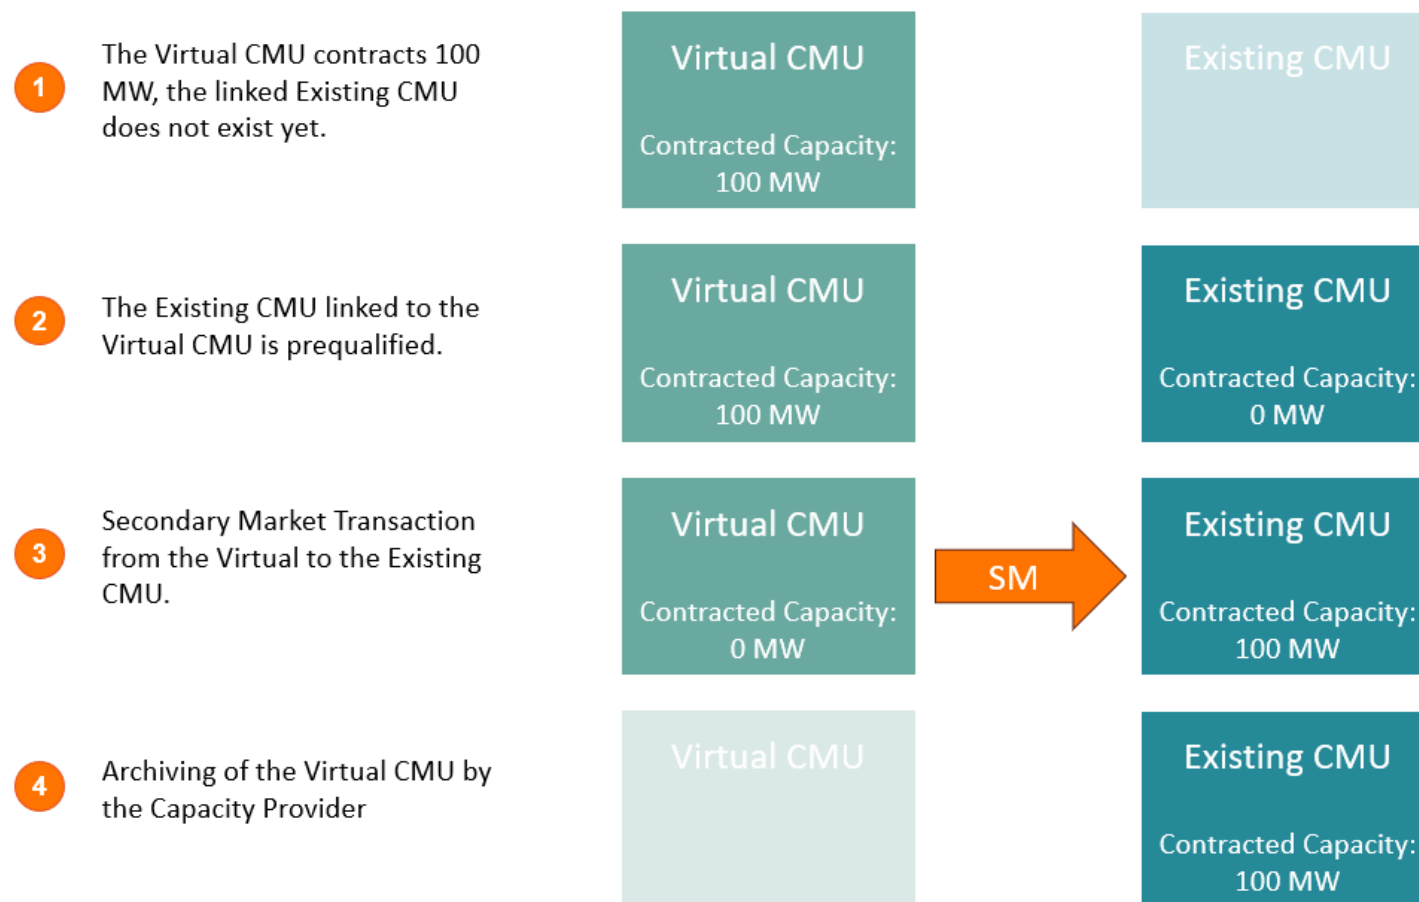 1
The Virtual CMU contracts 100
MW, the linked Existing CMU
does not exist yet.
Virtual CMU
Contracted Capacity:
100 MW
Existing CMU
2
The Existing CMU linked to the
Virtual CMU is prequalified.
Virtual CMU
Contracted Capacity:
100 MW
Existing CMU
Contracted Capacity:
0 MW
3
Secondary Market Transaction
from the Virtual to the Existing
CMU.
Virtual CMU
Contracted Capacity:
0 MW
SM
Existing CMU
Contracted Capacity:
100 MW
4
Archiving of the Virtual CMU by
the Capacity Provider
Virtual CMU
Existing CMU
Contracted Capacity:
100 MW